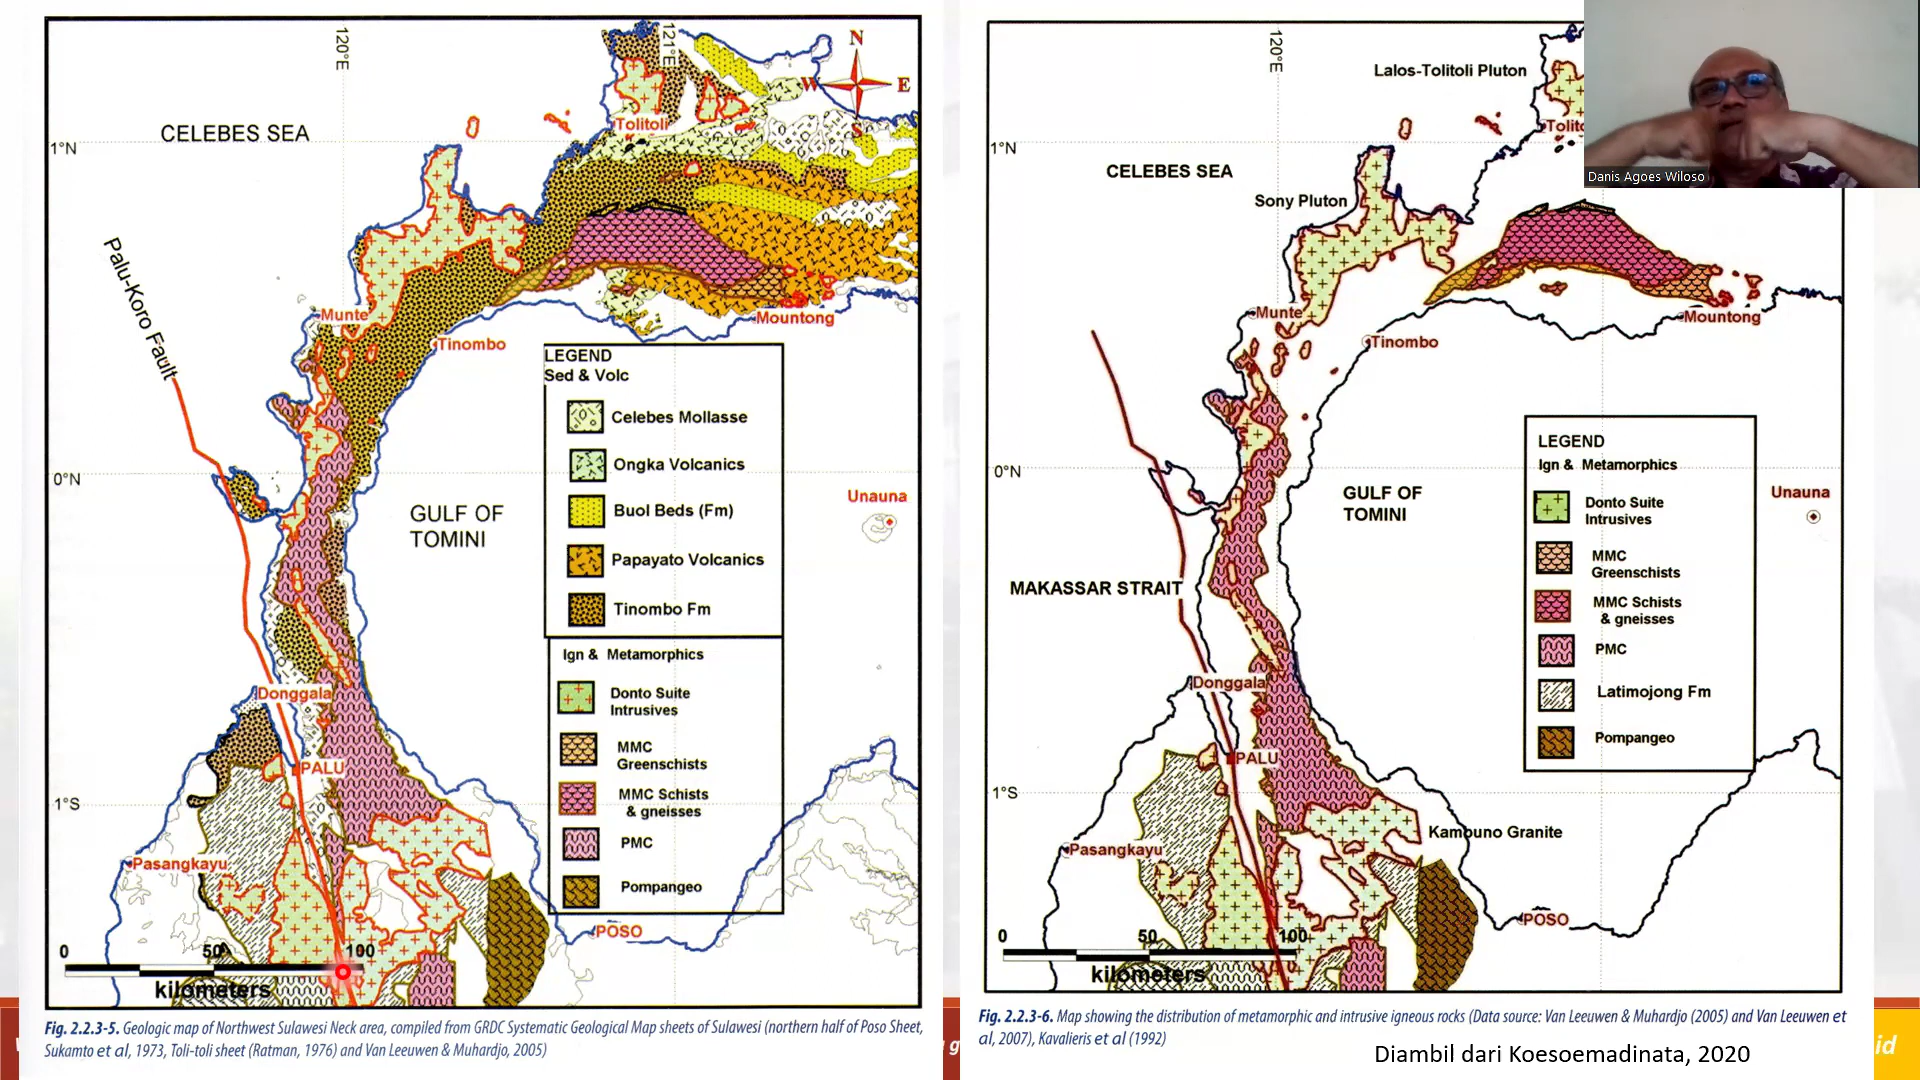 120°E
121°E
N
W
E
S
CELEBES SEA
Tolitoli
1°N
Palu-Koro Fault
Munte
Tinombo
Mountong
LEGEND
Sed & Volc
Celebes Mollasse
Ongka Volcanics
Buol Beds (Fm)
Papayato Volcanics
Tinombo Fm
Ign & Metamorphics
Donto Suite
Intrusives
MMC
Greenschists
MMC Schists
& gneisses
PMC
Pompangeo
0°N
GULF OF
TOMINI
Unauna
Donggala
PALU
1°S
Pasangkayu
POSO
0 50 100
kilometers
Fig. 2.2.3-5. Geologic map of Northwest Sulawesi Neck area, compiled from GRDC Systematic Geological Map sheets of Sulawesi (northern half of Poso Sheet,
Sukamto et al, 1973, Toli-toli sheet (Ratman, 1976) and Van Leeuwen & Muhardjo, 2005)
120°E
Lalos-Tolitoli Pluton
Tolito
1°N
CELEBES SEA
Sony Pluton
Munte
Tinombo
Mountong
LEGEND
Ign & Metamorphics
Donto Suite
Intrusives
MMC
Greenschists
MMC Schists
& gneisses
PMC
Latimojong Fm
Pompangeo
0°N
GULF OF
TOMINI
Unauna
MAKASSAR STRAIT
Donggala
PALU
1°S
Kambuno Granite
Pasangkayu
POSO
0 50 100
kilometers
Fig. 2.2.3-6. Map showing the distribution of metamorphic and intrusive igneous rocks (Data source: Van Leeuwen & Muhardjo (2005) and Van Leeuwen et
al, 2007), Kavalieris et al (1992)
Diambil dari Koesoemadinata, 2020
Danis Agoes Wiloso
g
id